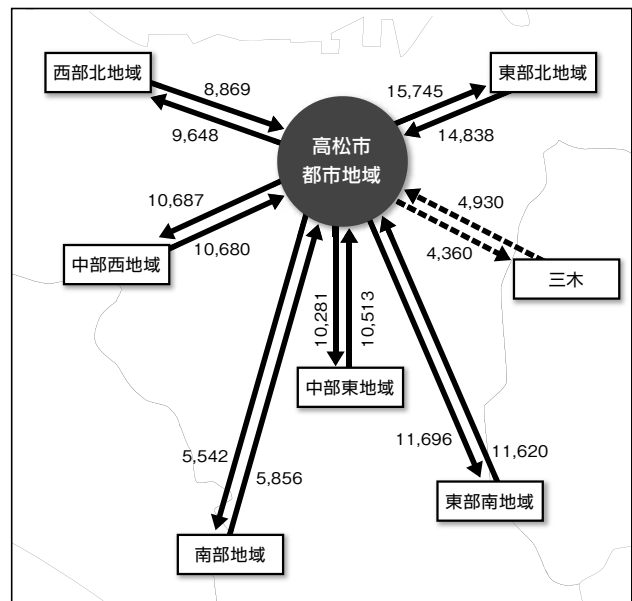 西部北地域
8,869
9,648
東部北地域
15,745
14,838
高松市
都市地域
10,687
10,680
中部西地域
4,930
4,360
三木
10,281
10,513
中部東地域
11,696
11,620
東部南地域
5,542
5,856
南部地域